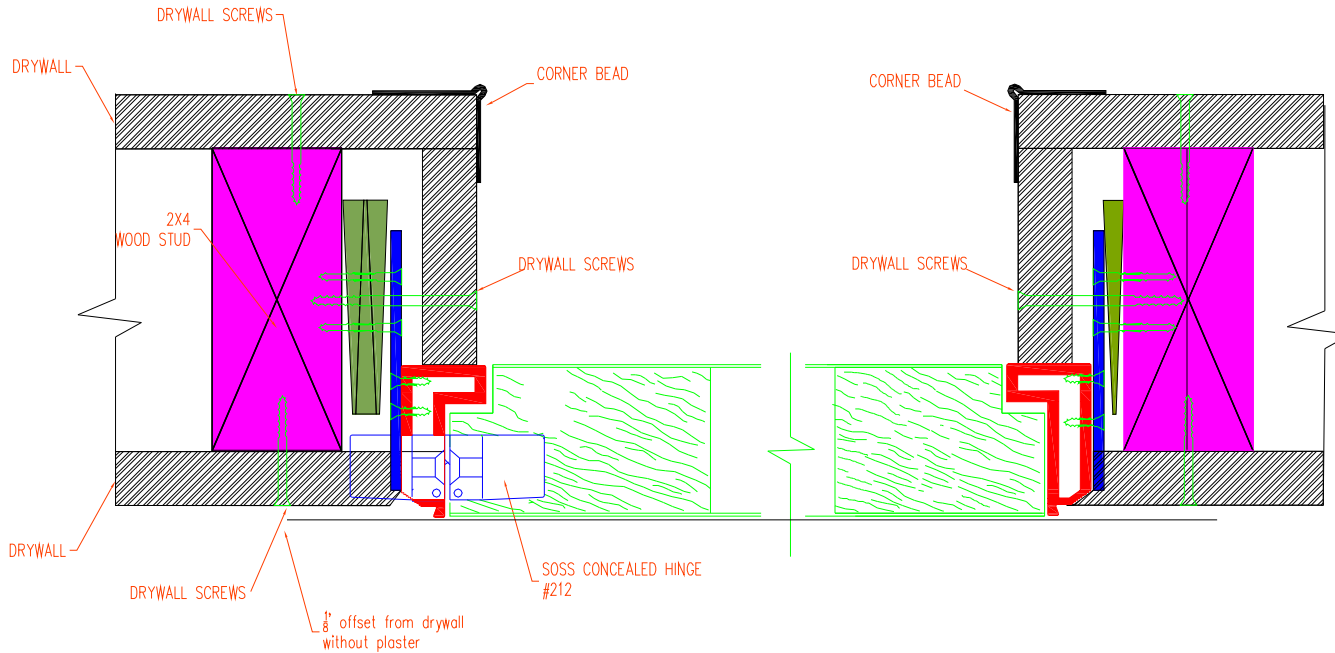 DRYWALL SCREWS
DRYWALL
CORNER BEAD
CORNER BEAD
2X4
WOOD STUD
DRYWALL SCREWS
DRYWALL SCREWS
DRYWALL
DRYWALL SCREWS
SOSS CONCEALED HINGE
#212
1/8" offset from drywall
without plaster